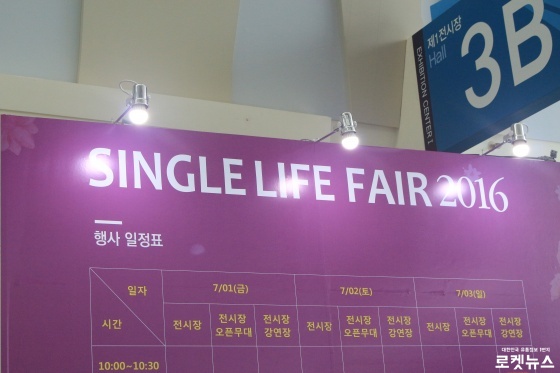 제1전시장
Hall
3B
EXHIBITION CENTER I
SINGLE LIFE FAIR 2016
행사 일정표
일자 7/01(금) 7/02(토) 7/03(일)
시간 전시장 전시장 오픈무대 전시장 강연장 전시장 전시장 오픈무대 전시장 강연장 전시장 전시장 오픈무대 전시장 강연장
10:00~10:30
대한민국 유통정보 1번지
로켓뉴스